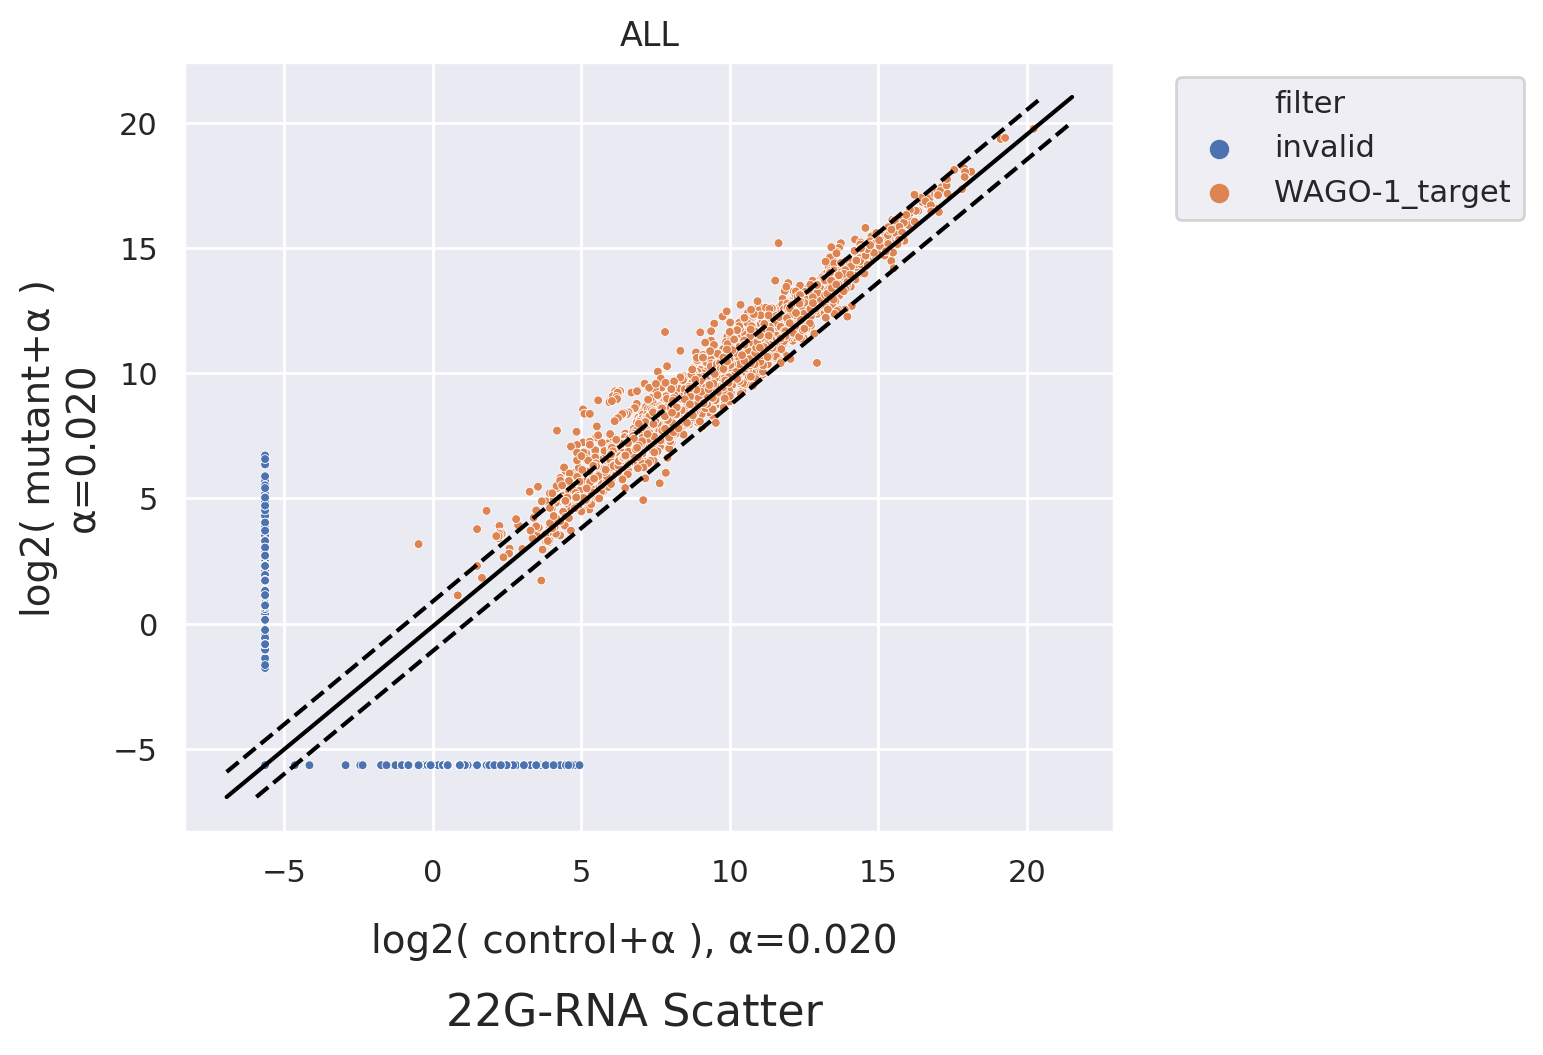 ALL
filter
invalid
WAGO-1_target
log2( mutant+α )
α=0.020
20
15
10
5
0
−5
−5 0 5 10 15 20
log2( control+α ), α=0.020
22G-RNA Scatter